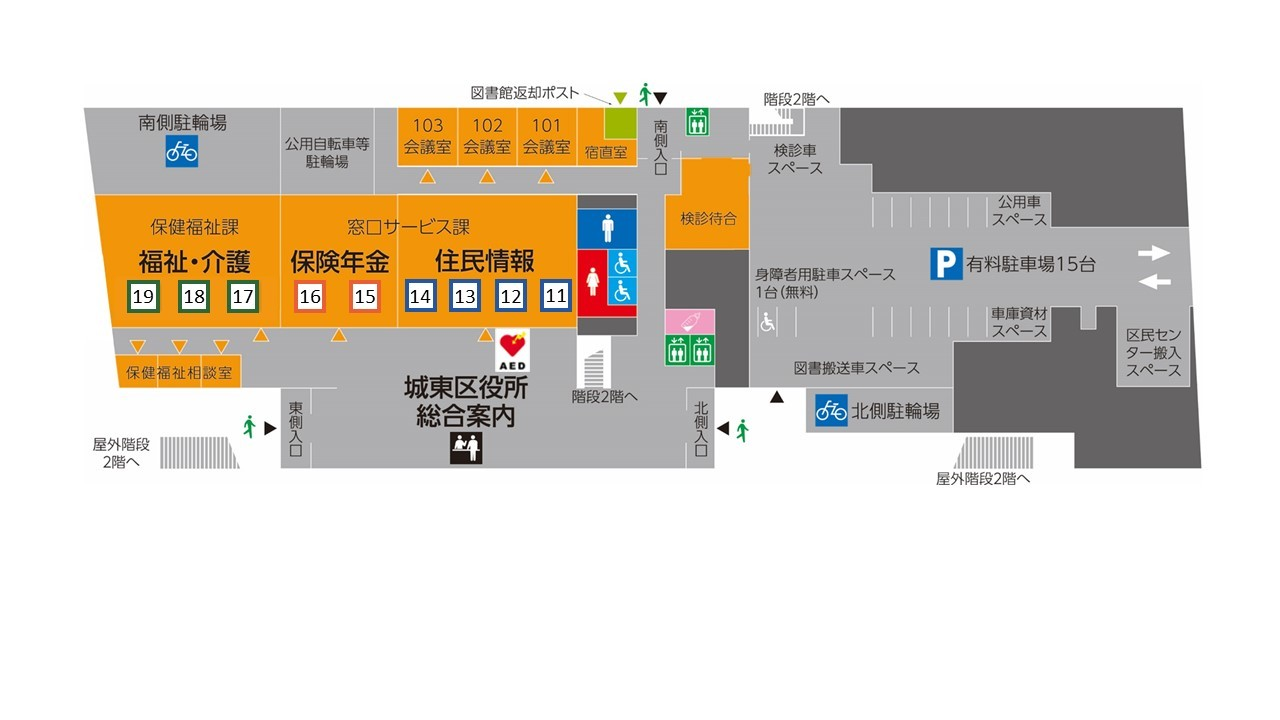 図書館返却ポスト
階段2階へ
南側駐輪場
公用自転車等
駐輪場
103
会議室
102
会議室
101
会議室
宿直室
南側入口
検診車
スペース
公用車
スペース
保健福祉課
福祉・介護
19
18
17
窓口サービス課
保険年金
16
15
住民情報
14
13
12
11
検診待合
身障者用駐車スペース
1台(無料)
P
有料駐車場15台
車庫資材
スペース
区民セン
ター搬入
スペース
保健福祉相談室
AED
階段2階へ
図書搬送車スペース
城東区役所
総合案内
東側入口
北側入口
北側駐輪場
屋外階段
2階へ
屋外階段2階へ